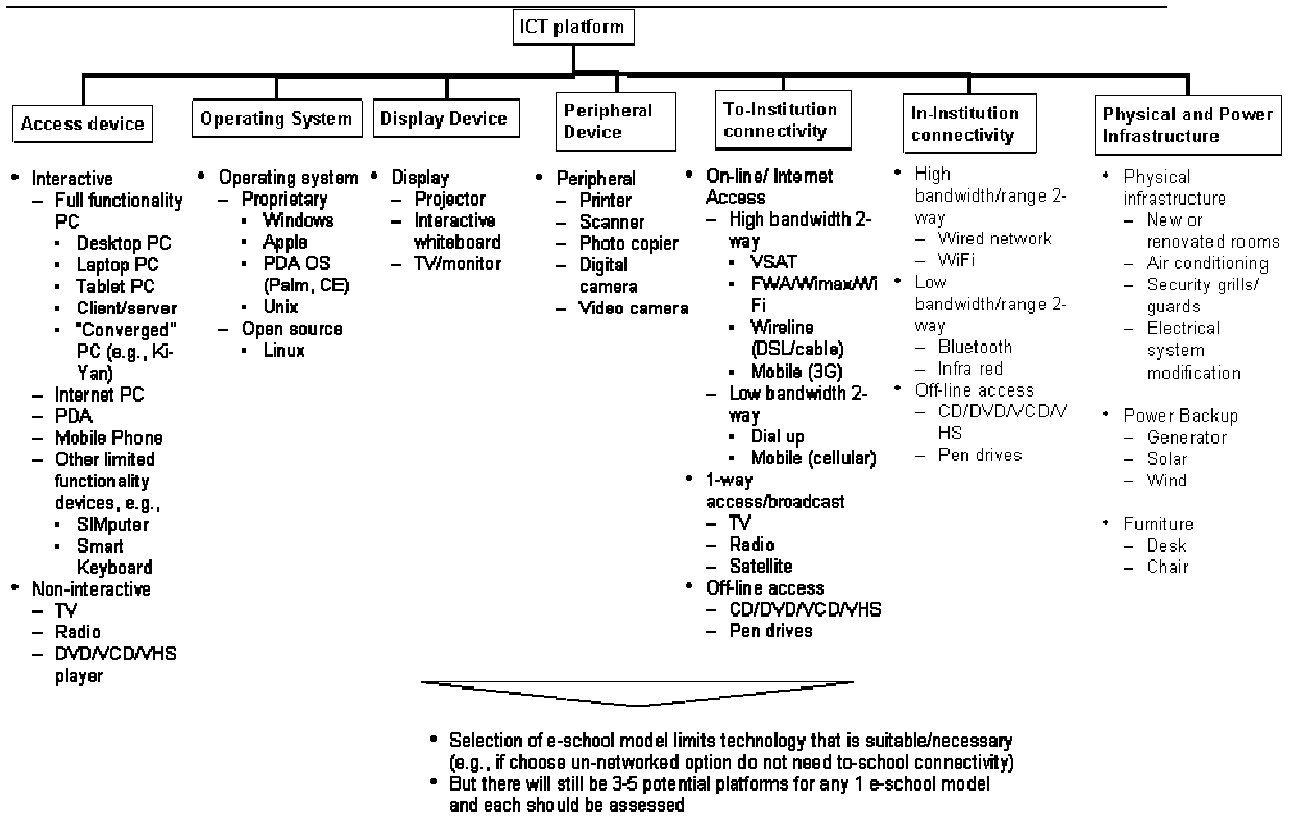 ICT platform
Access device
Operating System
Display Device
Peripheral
Device
To-Institution
connectivity
In-Institution
connectivity
Physical and Power
Infrastructure
• Interactive
– Full functionality
PC
▪ Desktop PC
▪ Laptop PC
▪ Tablet PC
▪ Client/server
▪ "Converged"
PC (e.g., Ki-
Yan)
– Internet PC
– PDA
– Mobile Phone
– Other limited
functionality
devices, e.g.,
▪ SIMputer
▪ Smart
Keyboard
• Non-interactive
– TV
– Radio
– DVD/VCD/VHS
player
• Operating system
– Proprietary
▪ Windows
▪ Apple
▪ PDA OS
(Palm, CE)
▪ Unix
– Open source
▪ Linux
• Display
– Projector
– Interactive
whiteboard
– TV/monitor
• Peripheral
– Printer
– Scanner
– Photo copier
– Digital
camera
– Video camera
• On-line/ Internet
Access
– High bandwidth 2-
way
▪ VSAT
▪ FWA/Wimax/Wi
Fi
▪ Wireline
(DSL/cable)
▪ Mobile (3G)
– Low bandwidth 2-
way
▪ Dial up
▪ Mobile (cellular)
• 1-way
access/broadcast
– TV
– Radio
– Satellite
• Off-line access
– CD/DVD/VCD/VHS
– Pen drives
• High
bandwidth/range 2-
way
– Wired network
– WiFi
• Low
bandwidth/range 2-
way
– Bluetooth
– Infra red
• Off-line access
– CD/DVD/VCD/V
HS
– Pen drives
• Physical
infrastructure
– New or
renovated rooms
– Air conditioning
– Security grills/
guards
– Electrical
system
modification
• Power Backup
– Generator
– Solar
– Wind
• Furniture
– Desk
– Chair
• Selection of e-school model limits technology that is suitable/necessary
(e.g., if choose un-networked option do not need to-school connectivity)
• But there will still be 3-5 potential platforms for any 1 e-school model
and each should be assessed